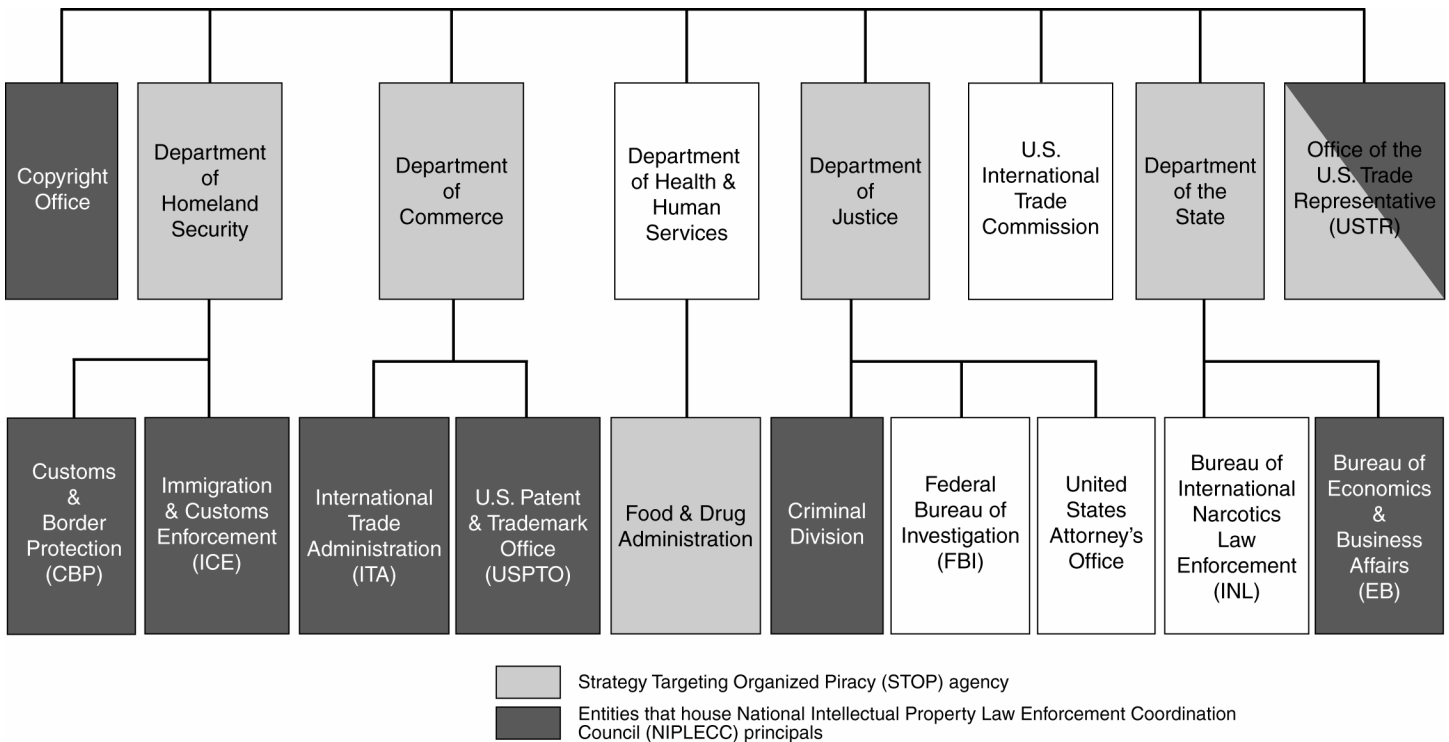 Copyright
Office
Department
of
Homeland
Security
Department
of
Commerce
Department
of Health &
Human
Services
Department
of
Justice
U.S.
International
Trade
Commission
Department
of the
State
Office of the
U.S. Trade
Representative
(USTR)
Customs
&
Border
Protection
(CBP)
Immigration
& Customs
Enforcement
(ICE)
International
Trade
Administration
(ITA)
U.S. Patent
& Trademark
Office
(USPTO)
Food & Drug
Administration
Criminal
Division
Federal
Bureau of
Investigation
(FBI)
United
States
Attorney’s
Office
Bureau of
International
Narcotics
Law
Enforcement
(INL)
Bureau of
Economics
&
Business
Affairs
(EB)
Strategy Targeting Organized Piracy (STOP) agency
Entities that house National Intellectual Property Law Enforcement Coordination
Council (NIPLECC) principals